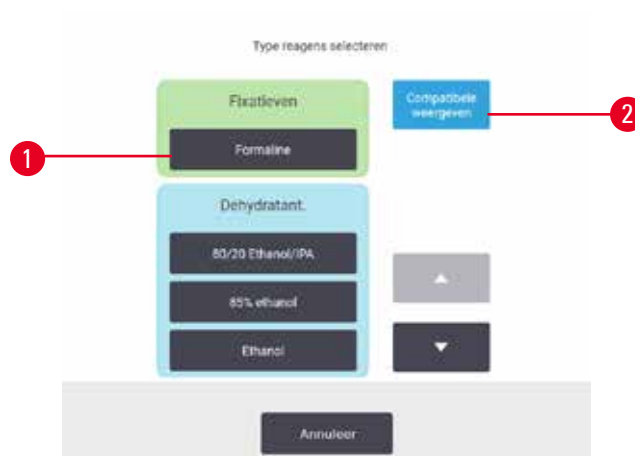 Type reagens selecteren
Fixatieven
Compatibele
weergeven
2
Formaline
1
Dehydratant.
80/20 Ethanol/IPA
85% ethanol
Ethanol
Annuleer